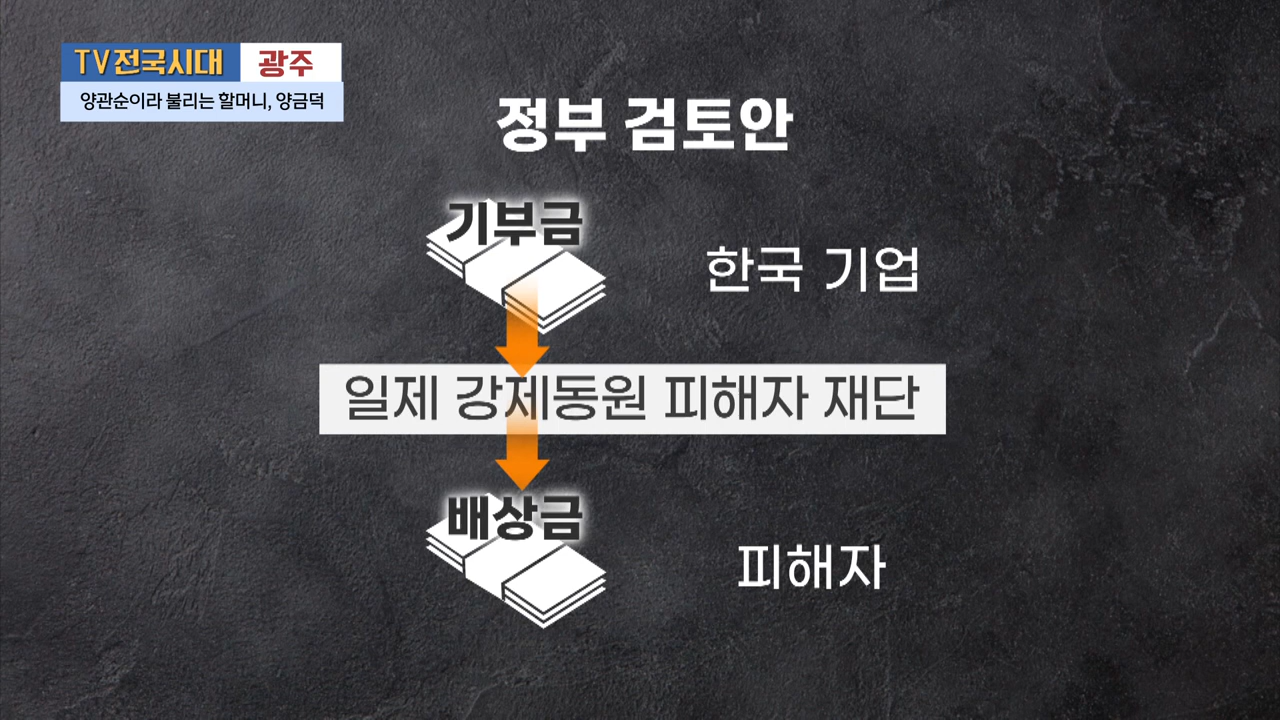 TV전국시대 광주
양관순이라 불리는 할머니, 양금덕
정부 검토안
기부금
한국 기업
일제 강제동원 피해자 재단
배상금
피해자